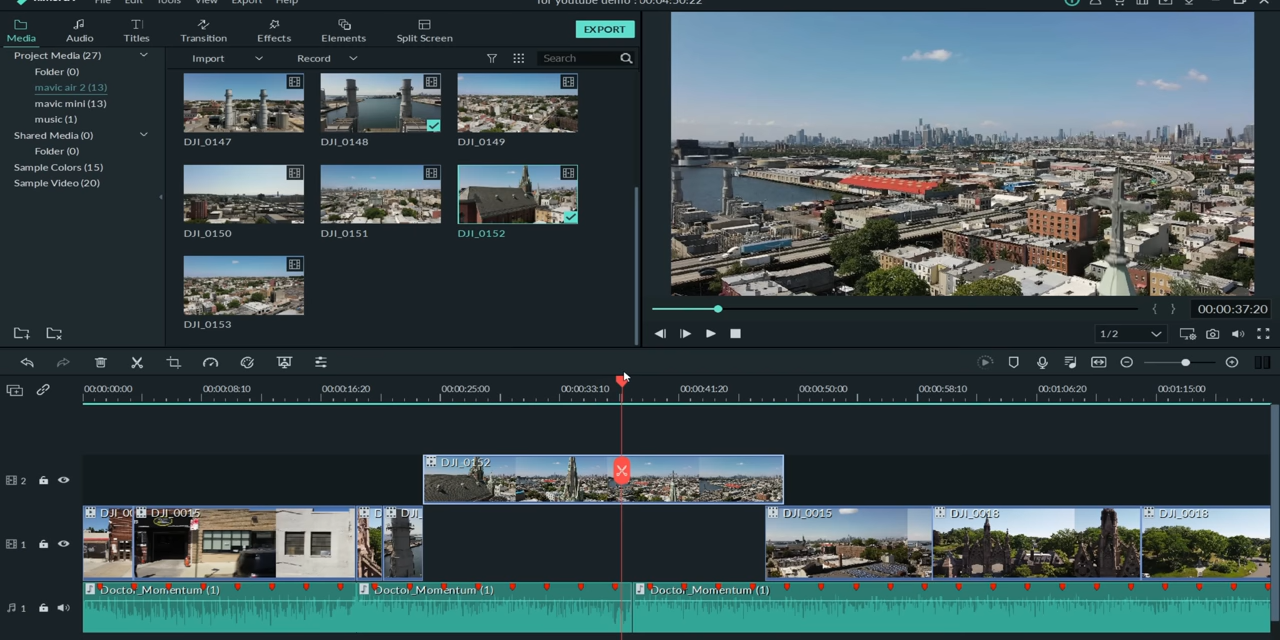 File Edit Tools View Export Help
for youtube demo : 00:04:50:22
Media Audio Titles Transition Effects Elements Split Screen
EXPORT
Project Media (27)
Folder (0)
mavic air 2 (13)
mavic mini (13)
music (1)
Shared Media (0)
Folder (0)
Sample Colors (15)
Sample Video (20)
Import Record Search
DJI_0147 DJI_0148 DJI_0149
DJI_0150 DJI_0151 DJI_0152
DJI_0153
{ } 00:00:37:20
1/2
00:00:00:00 00:00:08:10 00:00:16:20 00:00:25:00 00:00:33:10 00:00:41:20 00:00:50:00 00:00:58:10 00:01:06:20 00:01:15:00
2 DJI_0152
1 DJI_00 DJI_0015 D DJI_ DJI_0015 DJI_0018 DJI_0018
1 Doctor_Momentum (1) Doctor_Momentum (1) Doctor_Momentum (1)